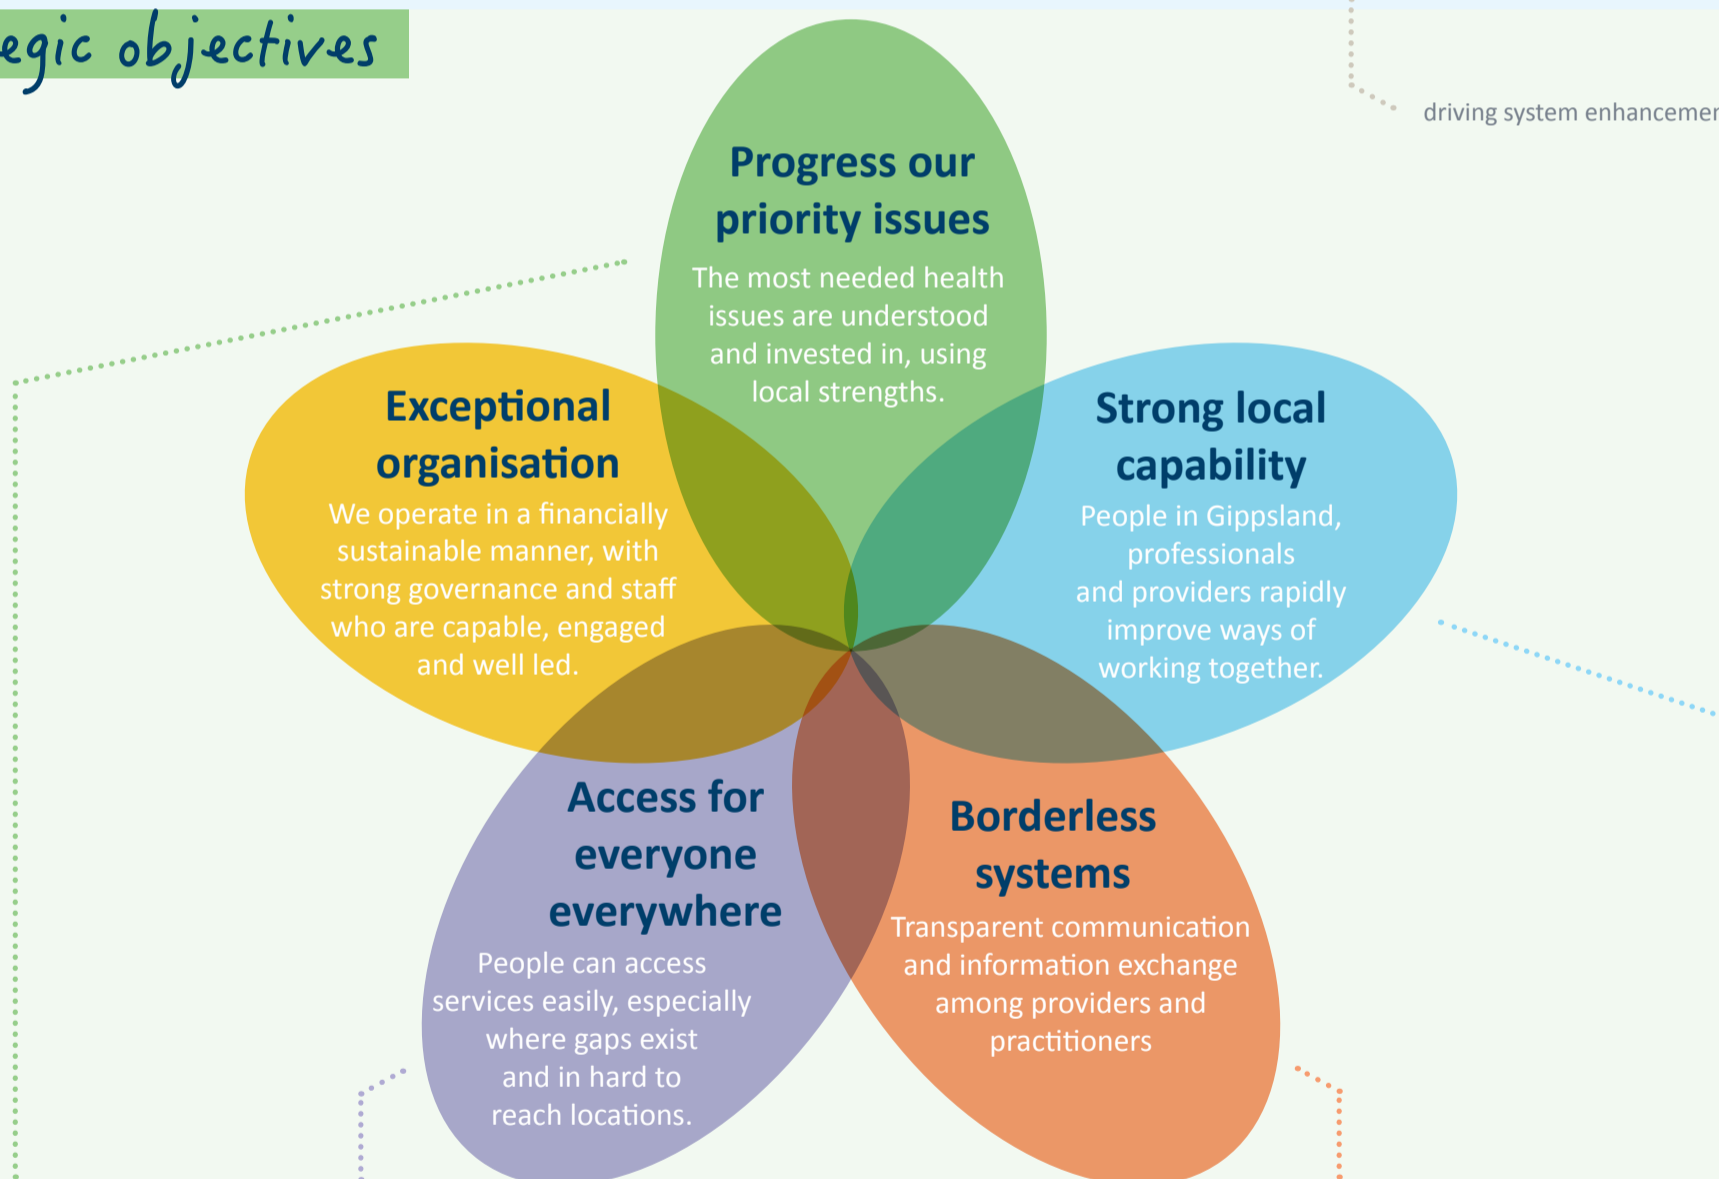 objectives
driving system
Progress our
priority issues
The most needed health
issues are understood
and invested in, using
local strengths.
Exceptional
organisation
We operate in a financially
sustainable manner, with
strong governance and staff
who are capable, engaged
and well led.
Strong local
capability
People in Gippsland,
professionals
and providers rapidly
improve ways of
working together.
Access for
everyone
everywhere
People can access
services easily, especially
where gaps exist
and in hard to
reach locations.
Borderless
systems
Transparent communication
and information exchange
among providers and
practitioners